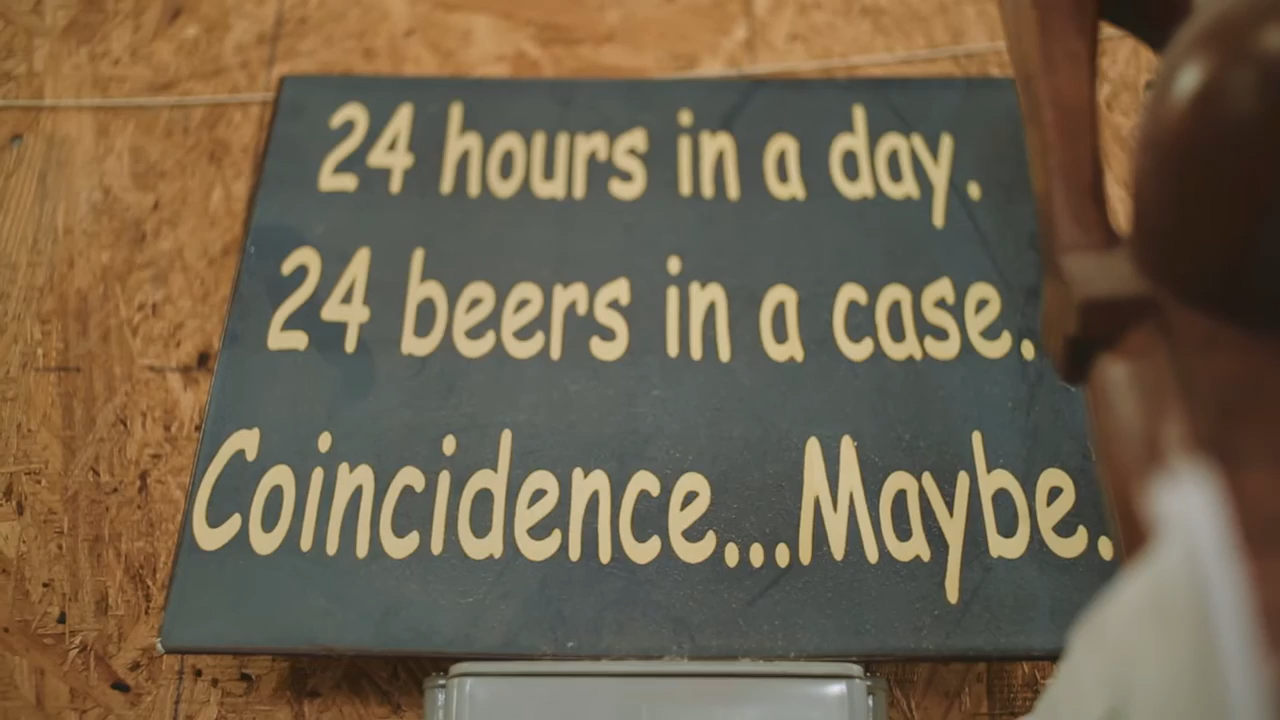 24 hours in a day.
24 beers in a case.
Coincidence...Maybe.